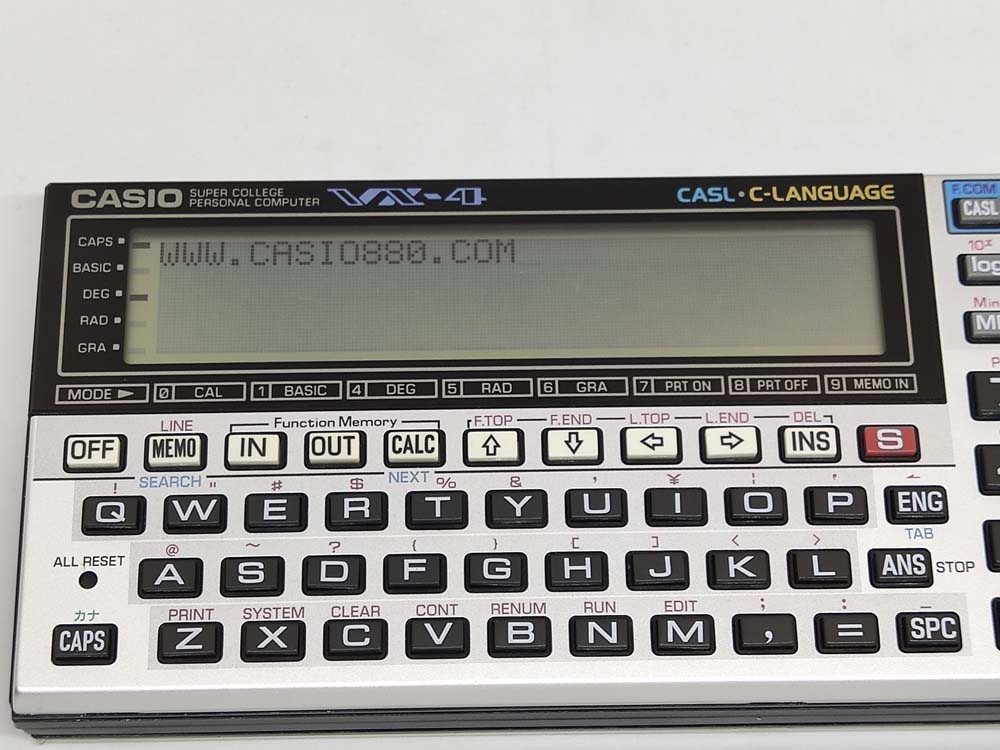 CASIO SUPER COLLEGE PERSONAL COMPUTER VX-4 CASL・C-LANGUAGE
F.COM
CASL
CAPS
BASIC
DEG
RAD
GRA
WWW.CASIO880.COM
10ˣ
log
MODE ► 0 CAL 1 BASIC 4 DEG 5 RAD 6 GRA 7 PRT ON 8 PRT OFF 9 MEMO IN
LINE Function Memory F.TOP F.END L.TOP L.END DEL
OFF MEMO IN OUT CALC ⇧ ⇩ ⇦ ⇨ INS S
! SEARCH " # $ NEXT % & ' ¥
Q W E R T Y U I O P ENG
TAB
@ ~ ? ( ) [ ] < >
ALL RESET A S D F G H J K L ANS STOP
カナ PRINT SYSTEM CLEAR CONT RENUM RUN EDIT ; : _
CAPS Z X C V B N M , = SPC